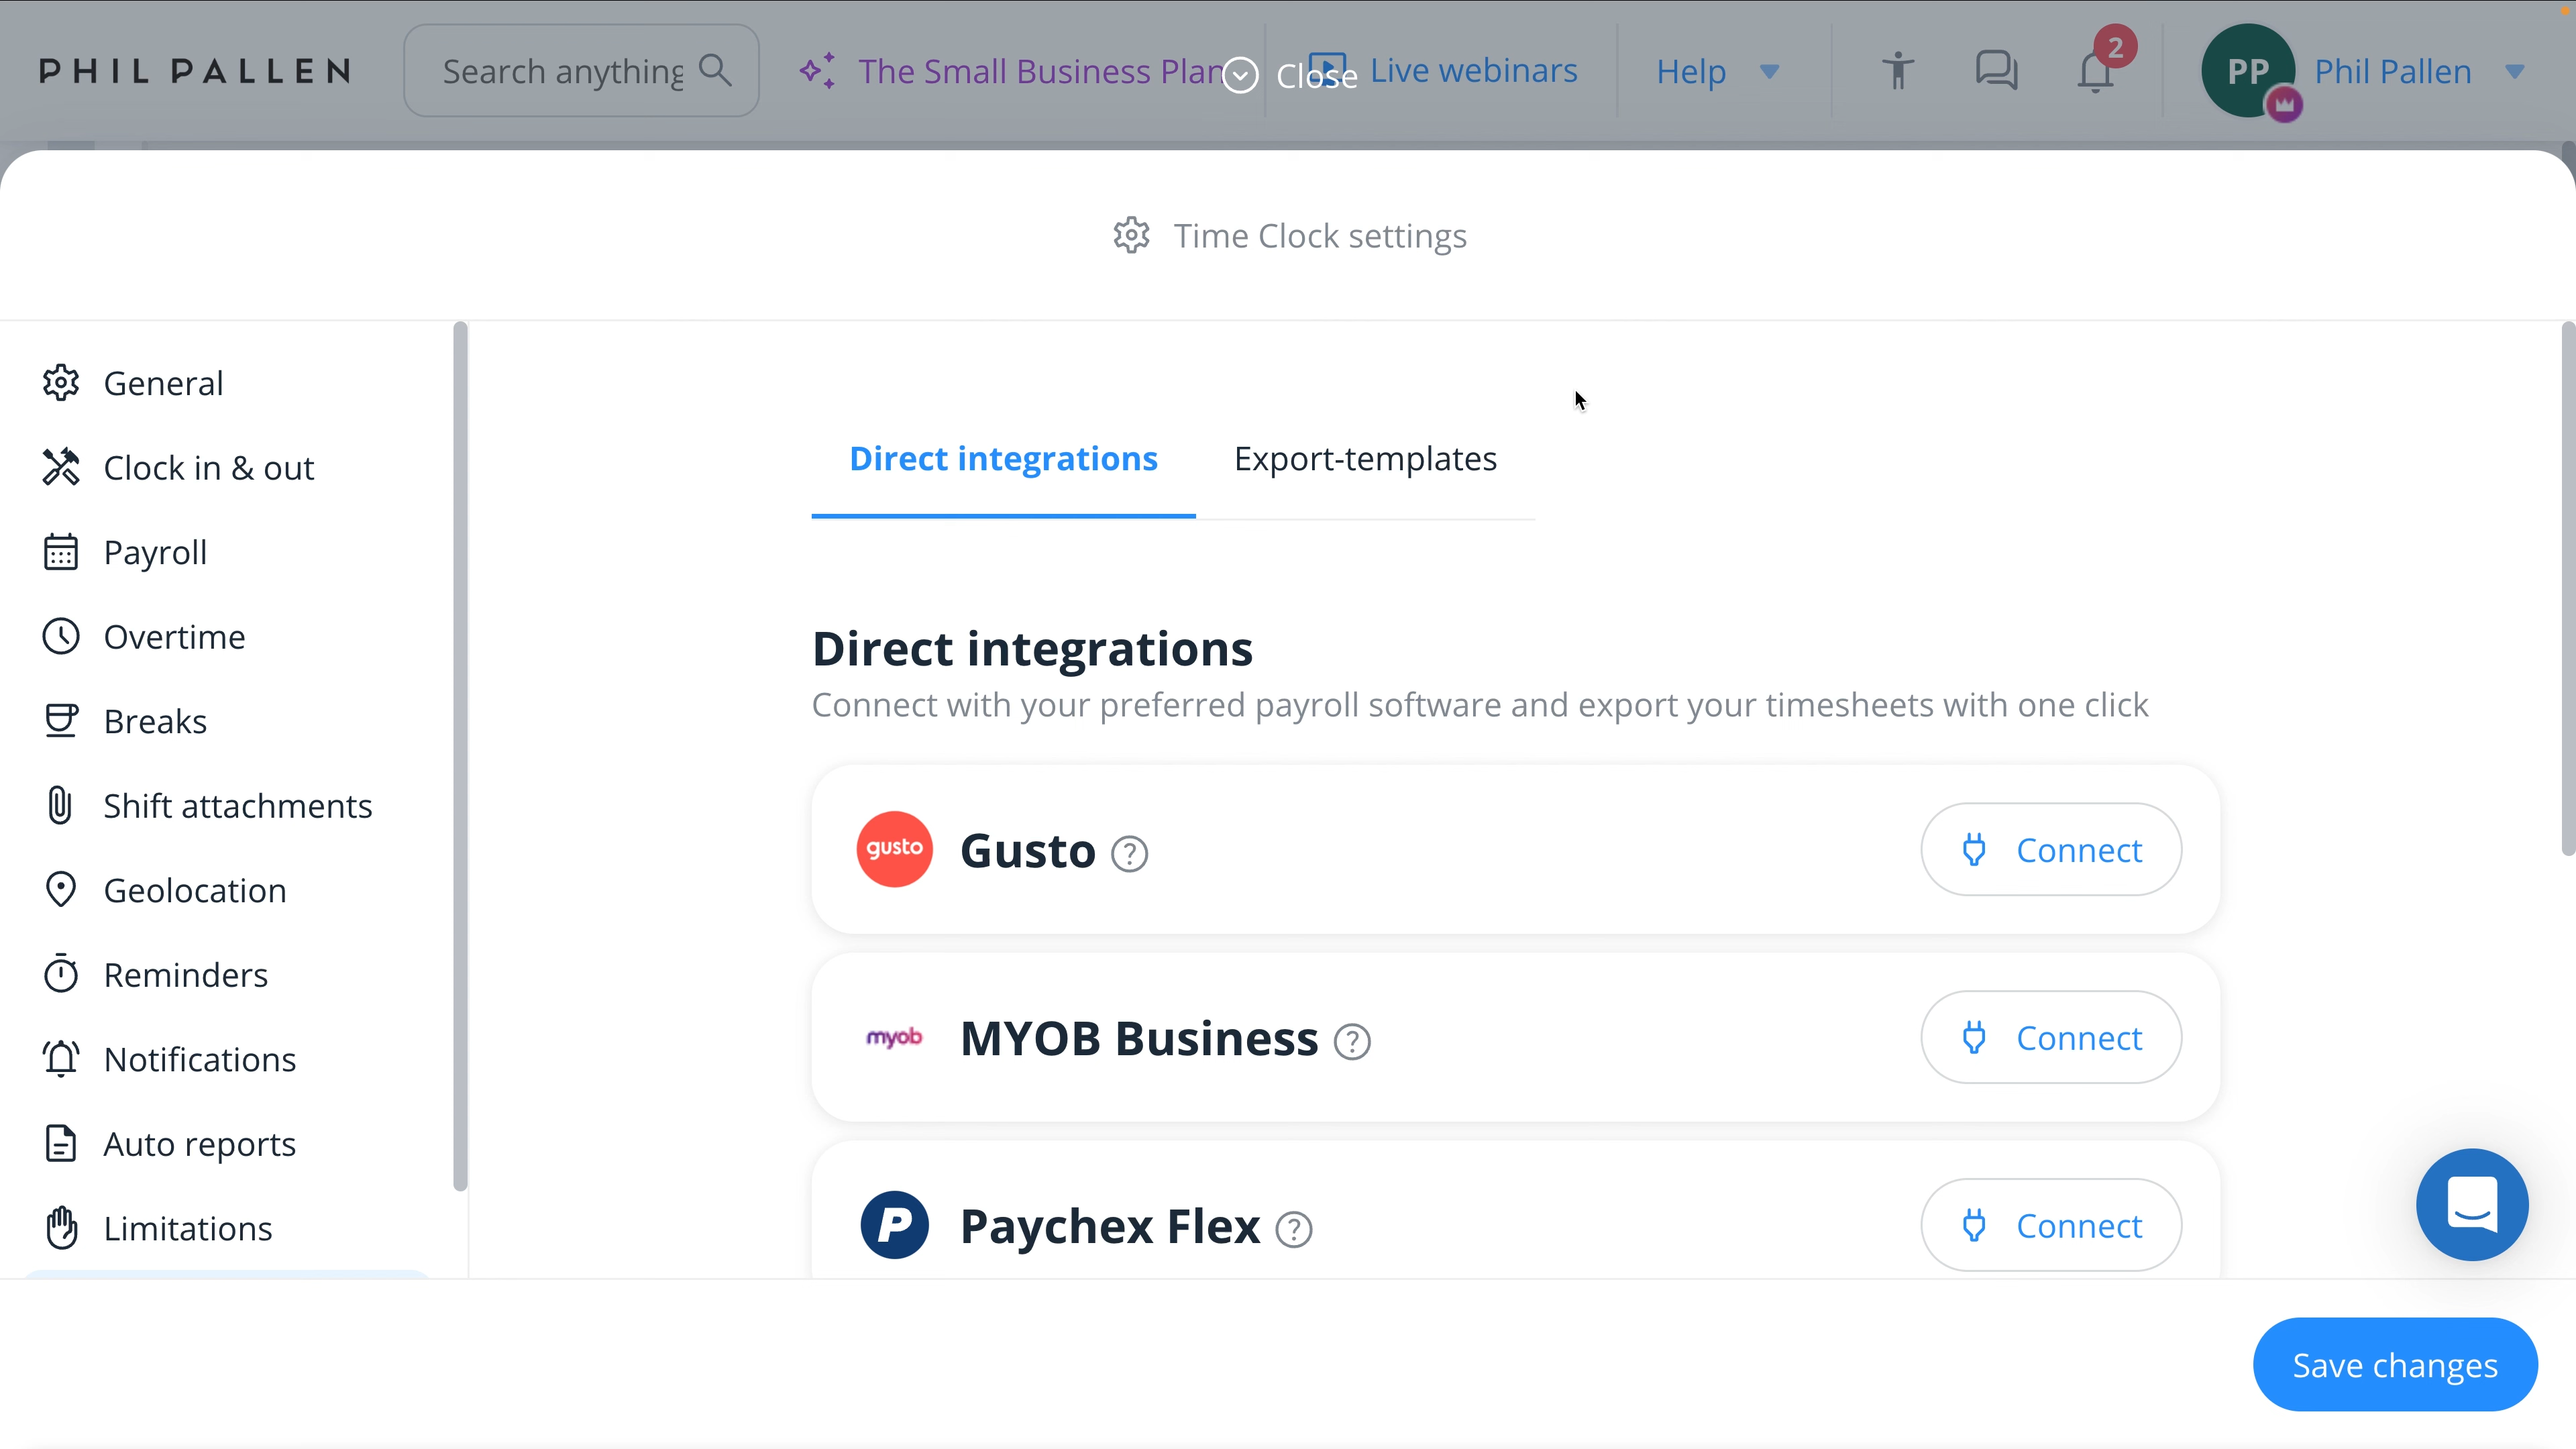 PHIL PALLEN
Search anything
The Small Business Plan
Close
Live webinars
Help
2
PP
Phil Pallen
Time Clock settings
General
Clock in & out
Payroll
Overtime
Breaks
Shift attachments
Geolocation
Reminders
Notifications
Auto reports
Limitations
Direct integrations
Export-templates
Direct integrations
Connect with your preferred payroll software and export your timesheets with one click
gusto
Gusto ?
Connect
myob
MYOB Business ?
Connect
P
Paychex Flex ?
Connect
Save changes